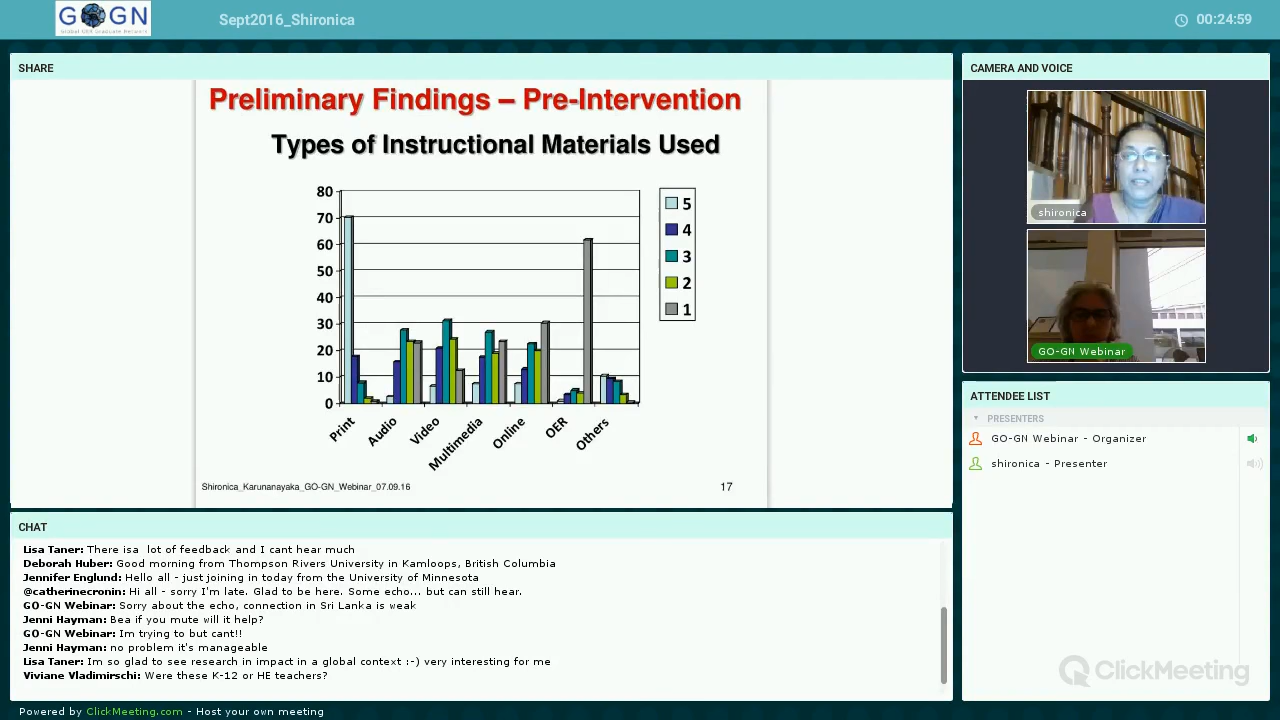 GOGN
Global OER Graduate Network
Sept2016_Shironica
00:24:59
SHARE
Preliminary Findings – Pre-Intervention
Types of Instructional Materials Used
80
70
60
50
40
30
20
10
0
Print
Audio
Video
Multimedia
Online
OER
Others
5
4
3
2
1
Shironica_Karunanayaka_GO-GN_Webinar_07.09.16
17
CAMERA AND VOICE
shironica
GO-GN Webinar
ATTENDEE LIST
PRESENTERS
GO-GN Webinar - Organizer
shironica - Presenter
CHAT
Lisa Taner: There isa lot of feedback and I cant hear much
Deborah Huber: Good morning from Thompson Rivers University in Kamloops, British Columbia
Jennifer Englund: Hello all - just joining in today from the University of Minnesota
@catherinecronin: Hi all - sorry I'm late. Glad to be here. Some echo... but can still hear.
GO-GN Webinar: Sorry about the echo, connection in Sri Lanka is weak
Jenni Hayman: Bea if you mute will it help?
GO-GN Webinar: Im trying to but cant!!
Jenni Hayman: no problem it's manageable
Lisa Taner: Im so glad to see research in impact in a global context :-) very interesting for me
Viviane Vladimirschi: Were these K-12 or HE teachers?
ClickMeeting
Powered by ClickMeeting.com - Host your own meeting